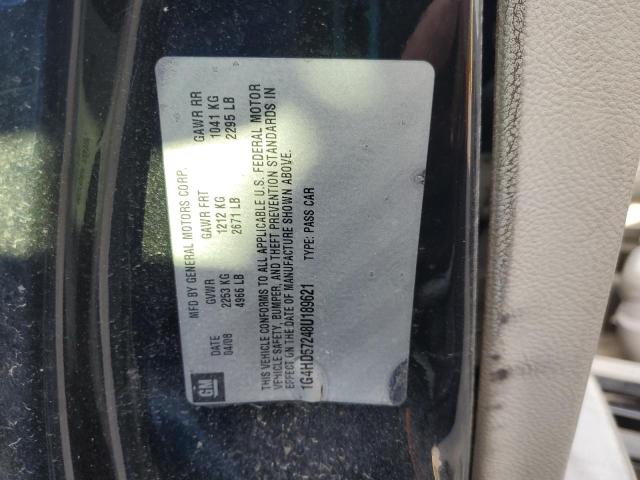 GM
MFD BY GENERAL MOTORS CORP.
DATE GVWR GAWR FRT GAWR RR
04/08 2253 KG 1212 KG 1041 KG
4966 LB 2671 LB 2295 LB
THIS VEHICLE CONFORMS TO ALL APPLICABLE U.S. FEDERAL MOTOR
VEHICLE SAFETY, BUMPER, AND THEFT PREVENTION STANDARDS IN
EFFECT ON THE DATE OF MANUFACTURE SHOWN ABOVE.
1G4HD57248U189621 TYPE: PASS CAR